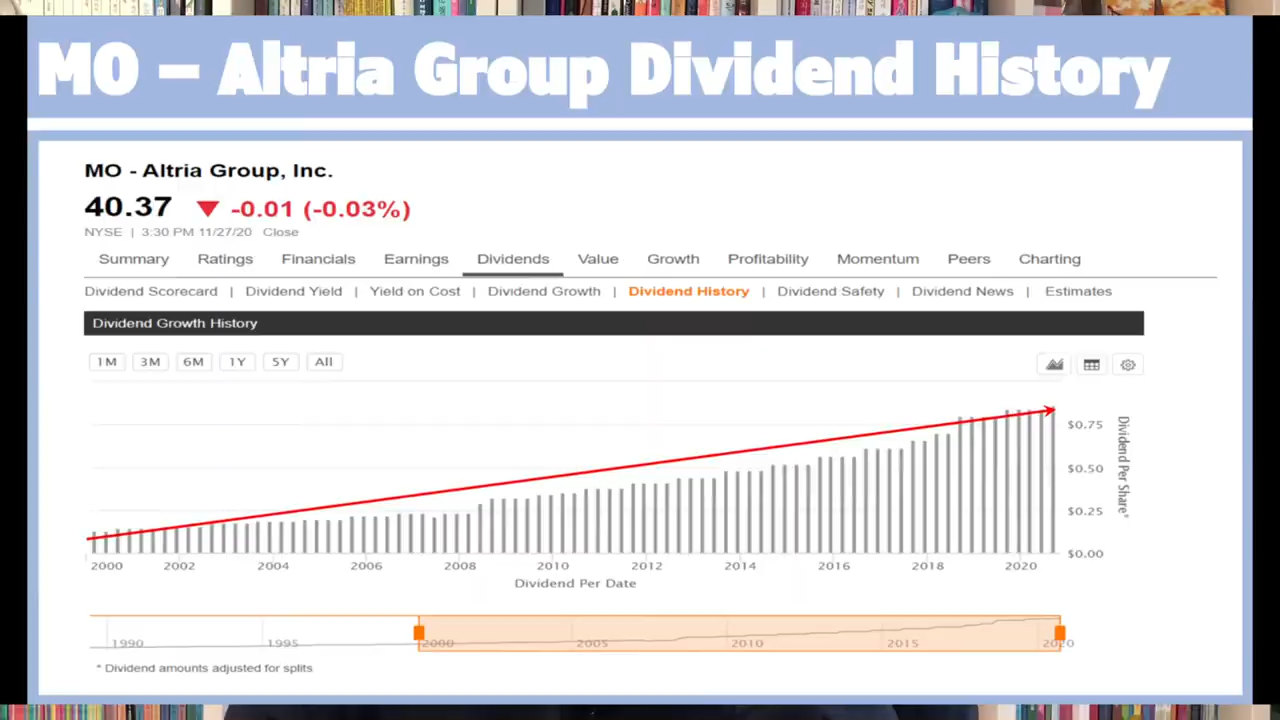 MO – Altria Group Dividend History
MO - Altria Group, Inc.
40.37 ▼ -0.01 (-0.03%)
NYSE | 3:30 PM 11/27/20 Close
Summary Ratings Financials Earnings Dividends Value Growth Profitability Momentum Peers Charting
Dividend Scorecard | Dividend Yield | Yield on Cost | Dividend Growth | Dividend History | Dividend Safety | Dividend News | Estimates
Dividend Growth History
1M 3M 6M 1Y 5Y All
$0.75
$0.50
$0.25
$0.00
Dividend Per Share*
2000 2002 2004 2006 2008 2010 2012 2014 2016 2018 2020
Dividend Per Date
1990 1995 2000 2005 2010 2015 2020
* Dividend amounts adjusted for splits